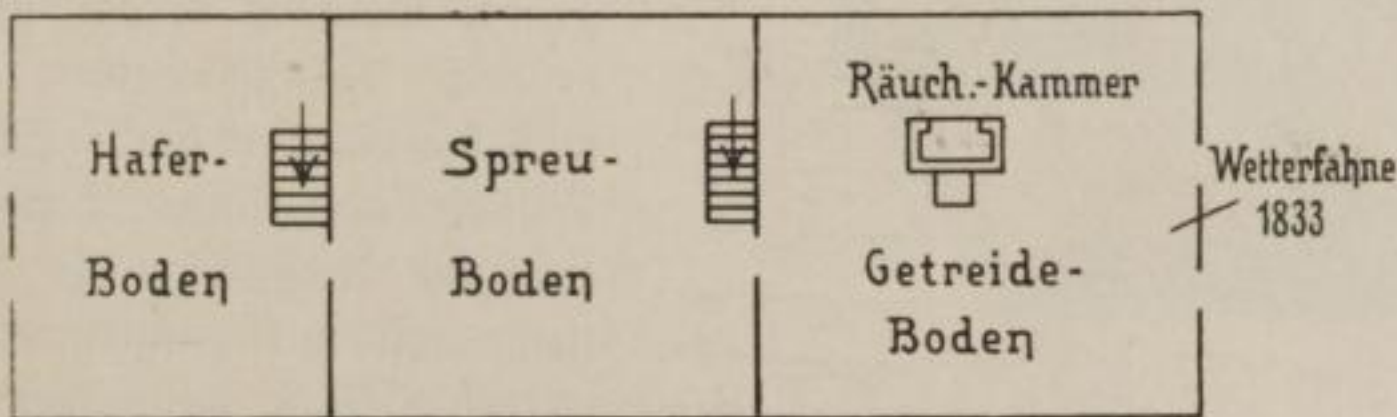 Hafer-
Boden
Spreu-
Boden
Räuch.-Kammer
Getreide-
Boden
Wetterfahne
1833